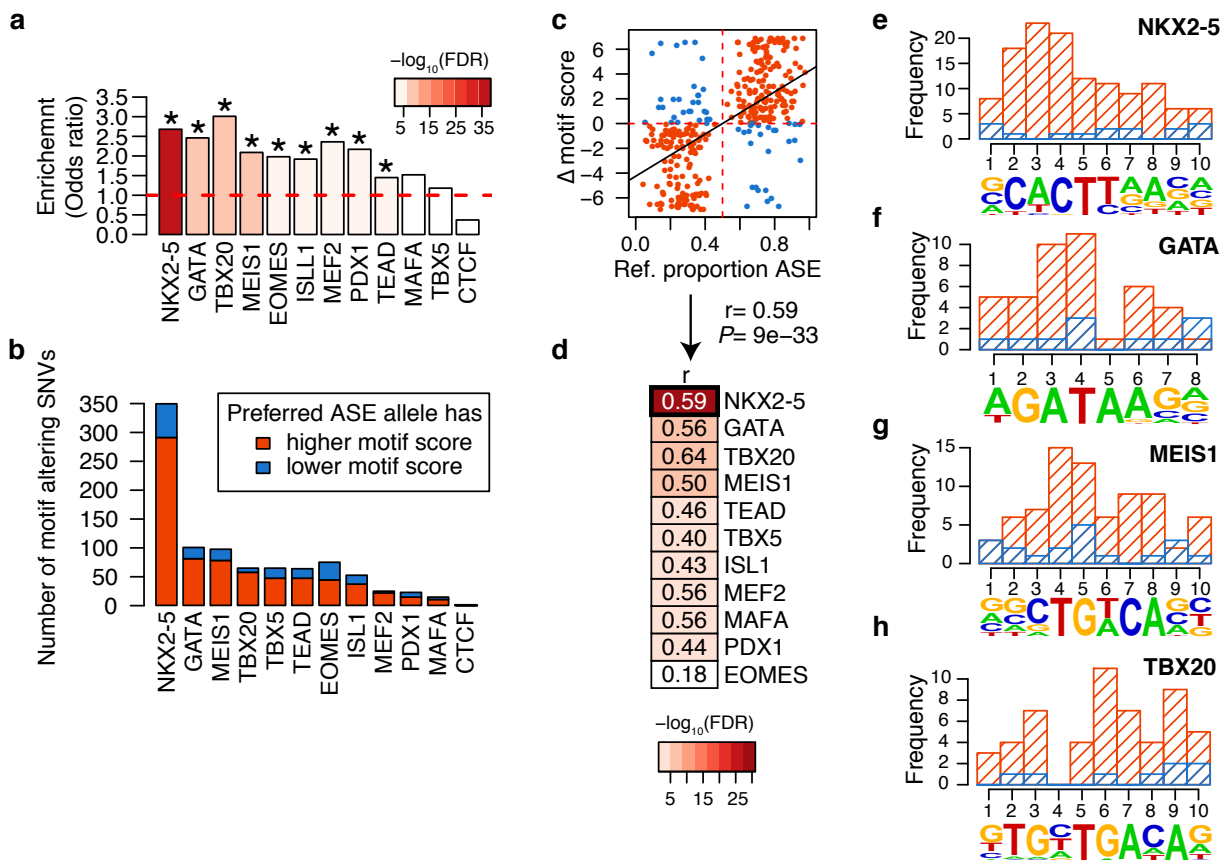 a
−log10(FDR)
5 15 25 35
Enrichemnt
(Odds ratio)
3.5
3.0
2.5
2.0
1.5
1.0
0.5
0.0
* * * * * * * * *
NKX2-5 GATA TBX20 MEIS1 EOMES ISLL1 MEF2 PDX1 TEAD MAFA TBX5 CTCF
b
Number of motif altering SNVs
350
300
250
200
150
100
50
0
Preferred ASE allele has
higher motif score
lower motif score
NKX2-5 GATA MEIS1 TBX20 TBX5 TEAD EOMES ISL1 MEF2 PDX1 MAFA CTCF
c
Δ motif score
6
4
2
0
−2
−4
−6
0.0 0.4 0.8
Ref. proportion ASE
r= 0.59
P= 9e−33
d
r
0.59 NKX2-5
0.56 GATA
0.64 TBX20
0.50 MEIS1
0.46 TEAD
0.40 TBX5
0.43 ISL1
0.56 MEF2
0.56 MAFA
0.44 PDX1
0.18 EOMES
−log10(FDR)
5 15 25
e
NKX2-5
Frequency
20
15
10
5
0
1 2 3 4 5 6 7 8 9 10
f
GATA
Frequency
10
8
6
4
2
0
1 2 3 4 5 6 7 8
AGATAAGA
g
MEIS1
Frequency
15
10
5
0
1 2 3 4 5 6 7 8 9 10
h
TBX20
Frequency
10
8
6
4
2
0
1 2 3 4 5 6 7 8 9 10